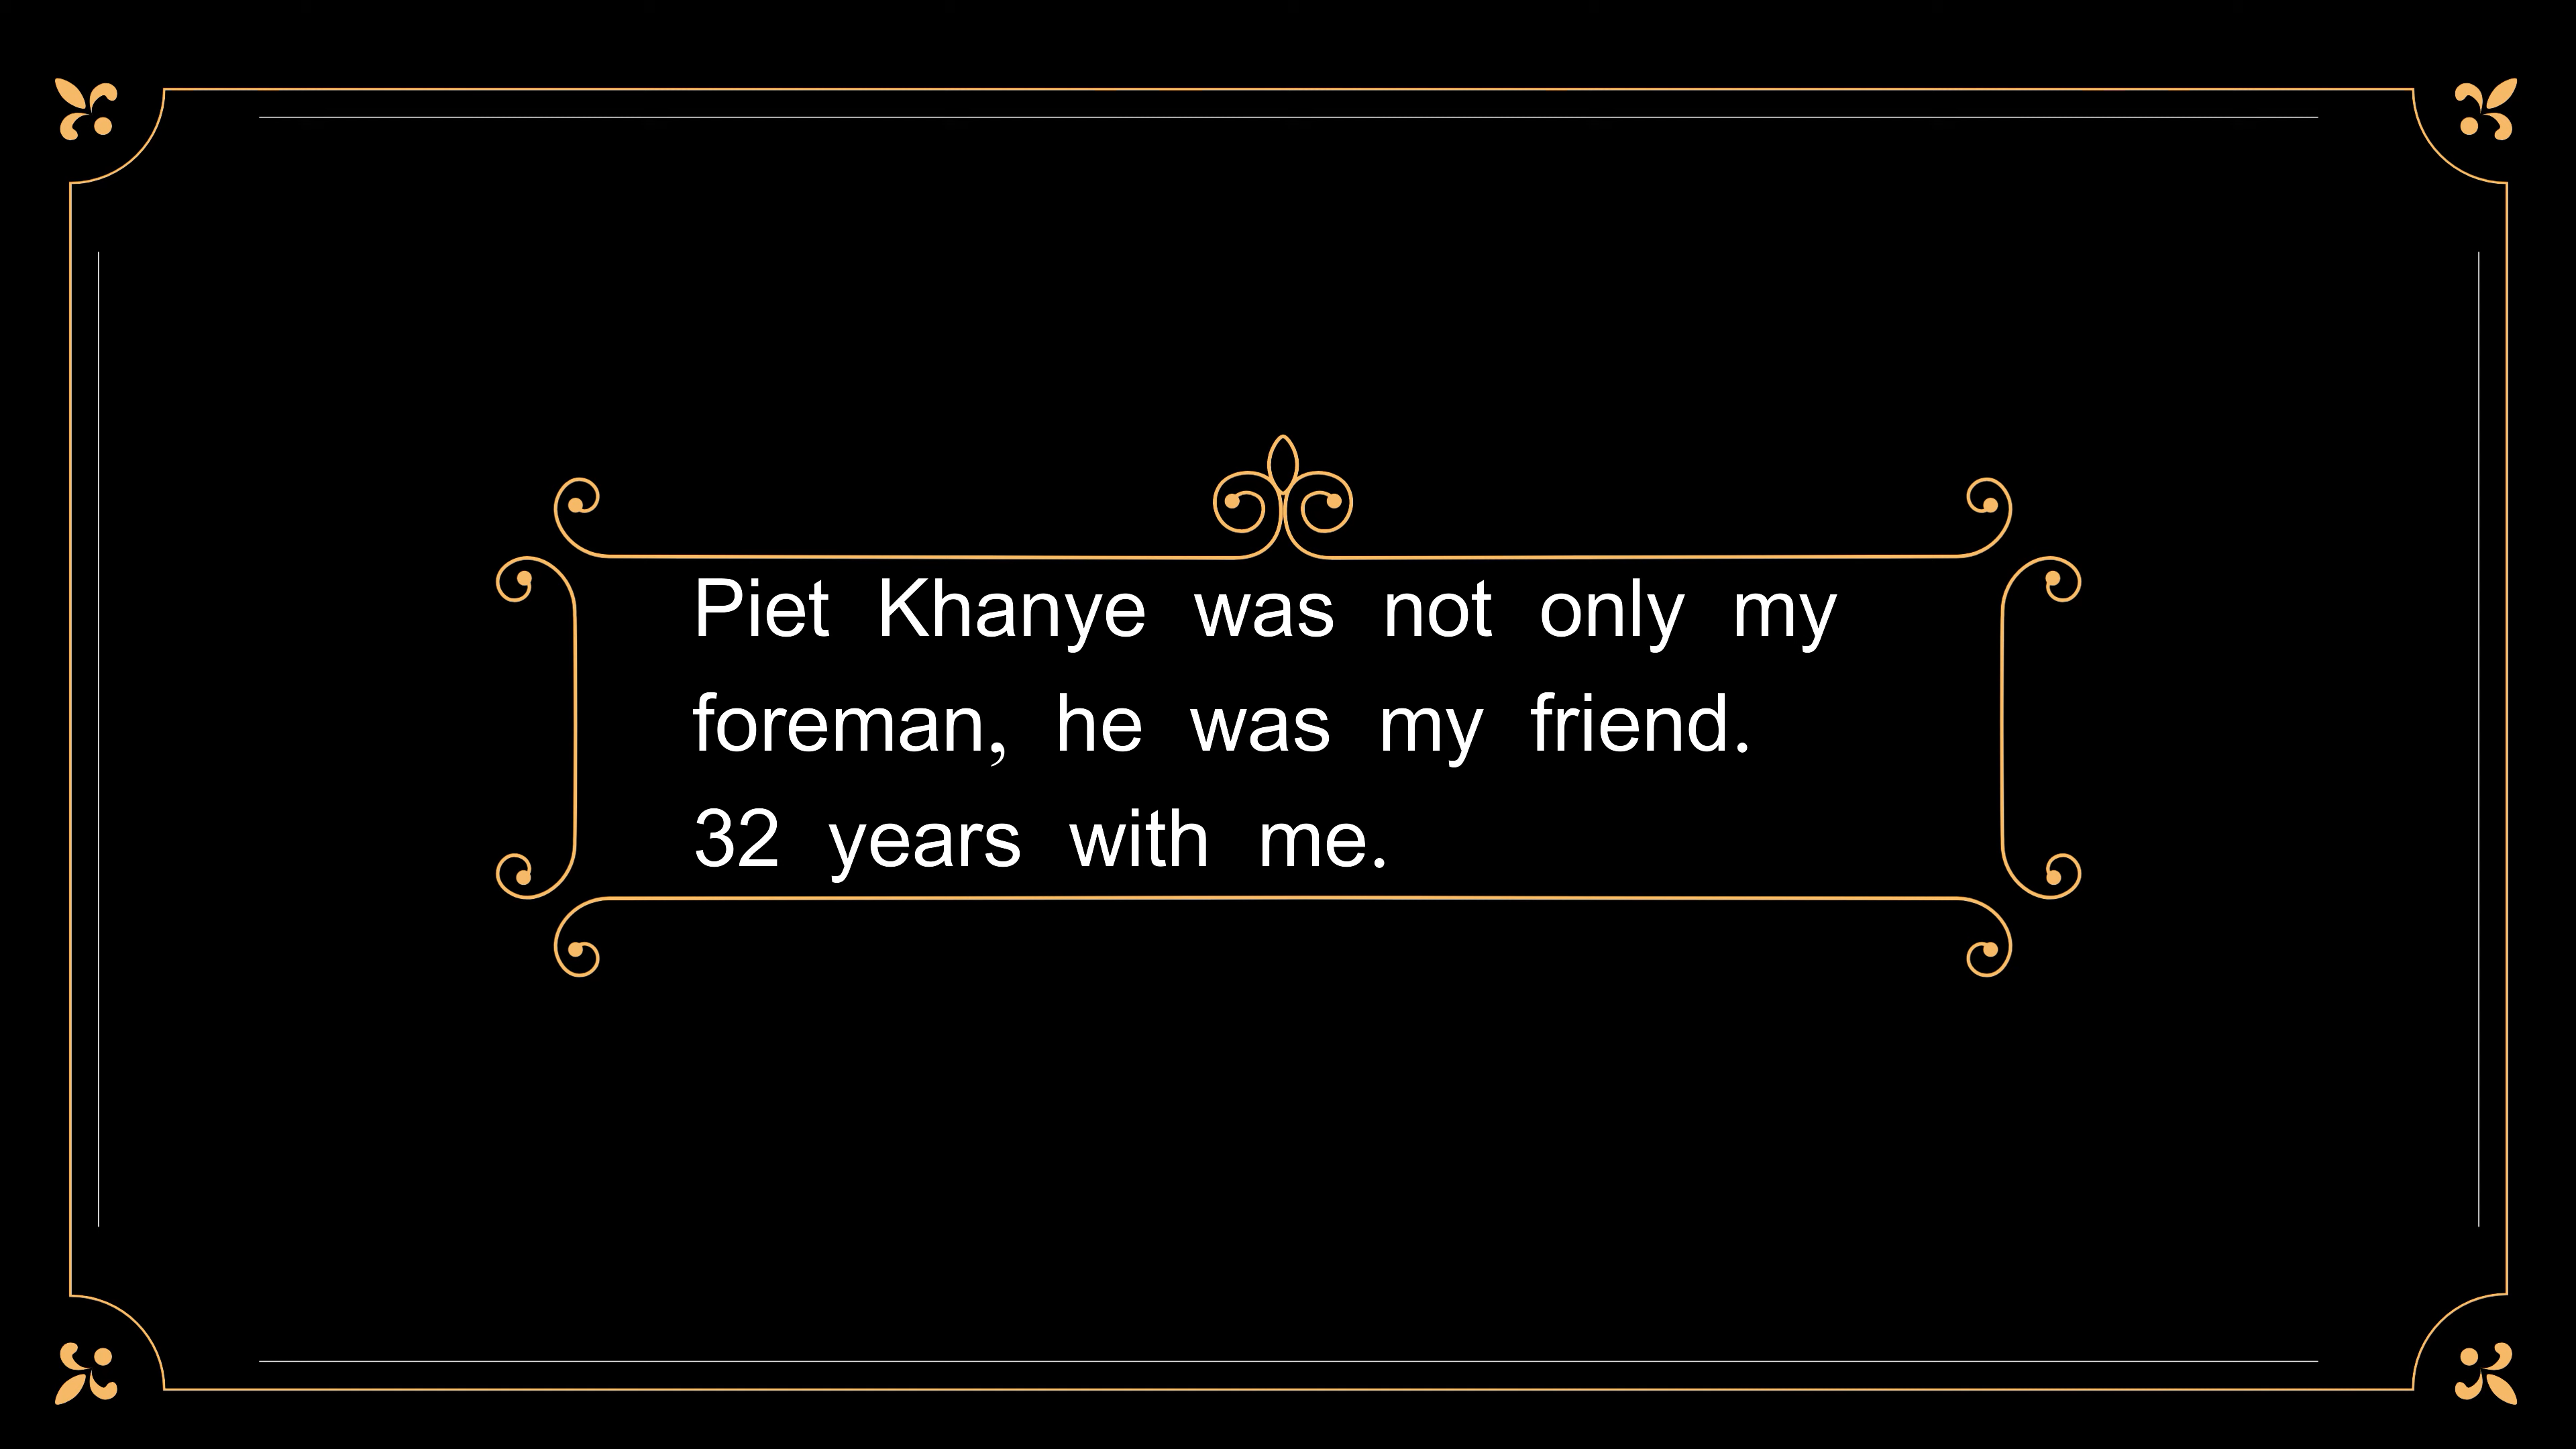 Piet Khanye was not only my
foreman, he was my friend.
32 years with me.